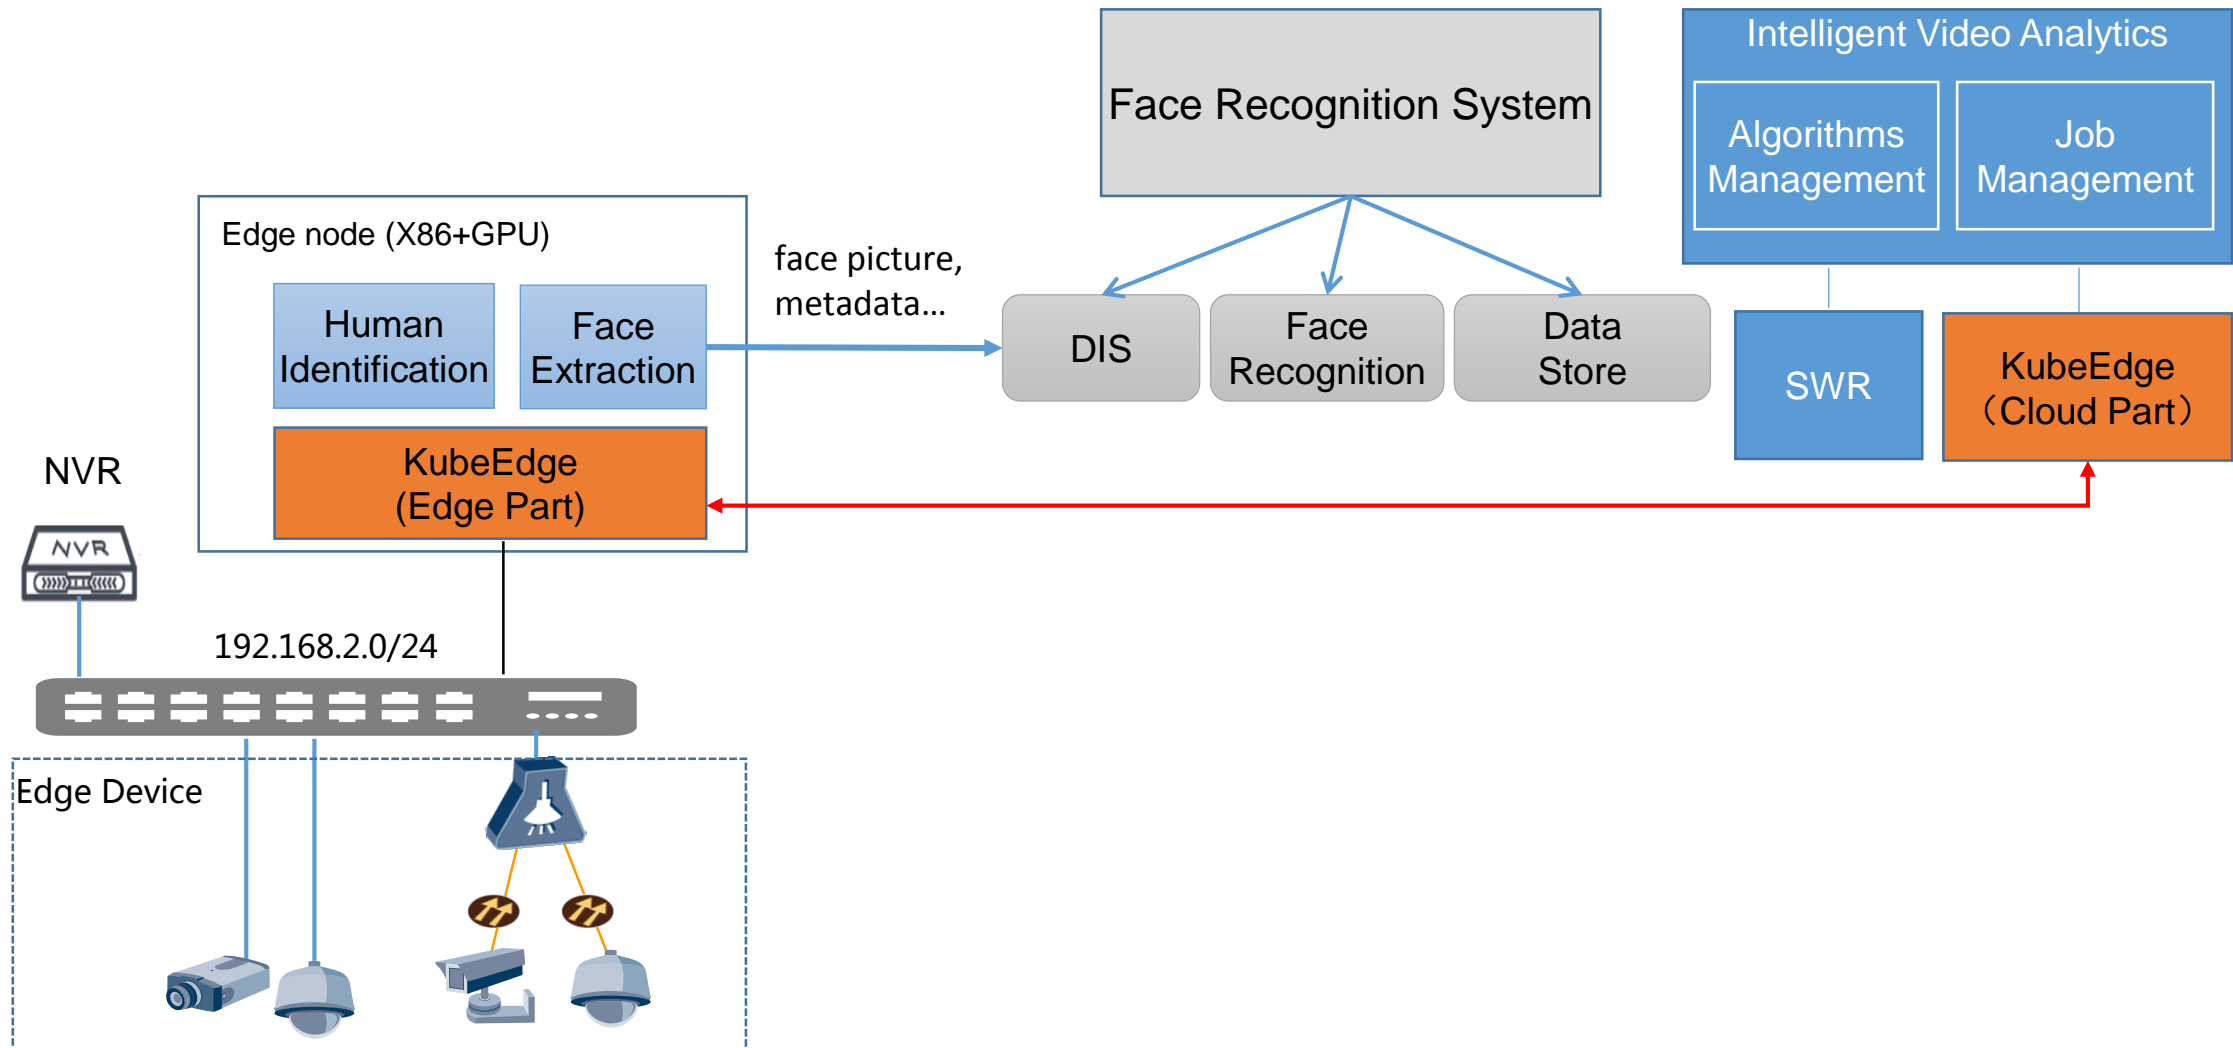 Intelligent Video Analytics
Face Recognition System
Algorithms
Management
Job
Management
Edge node (X86+GPU)
face picture,
metadata...
Human
Identification
Face
Extraction
DIS
Face
Recognition
Data
Store
SWR
KubeEdge
（Cloud Part）
KubeEdge
(Edge Part)
NVR
NVR
192.168.2.0/24
Edge Device